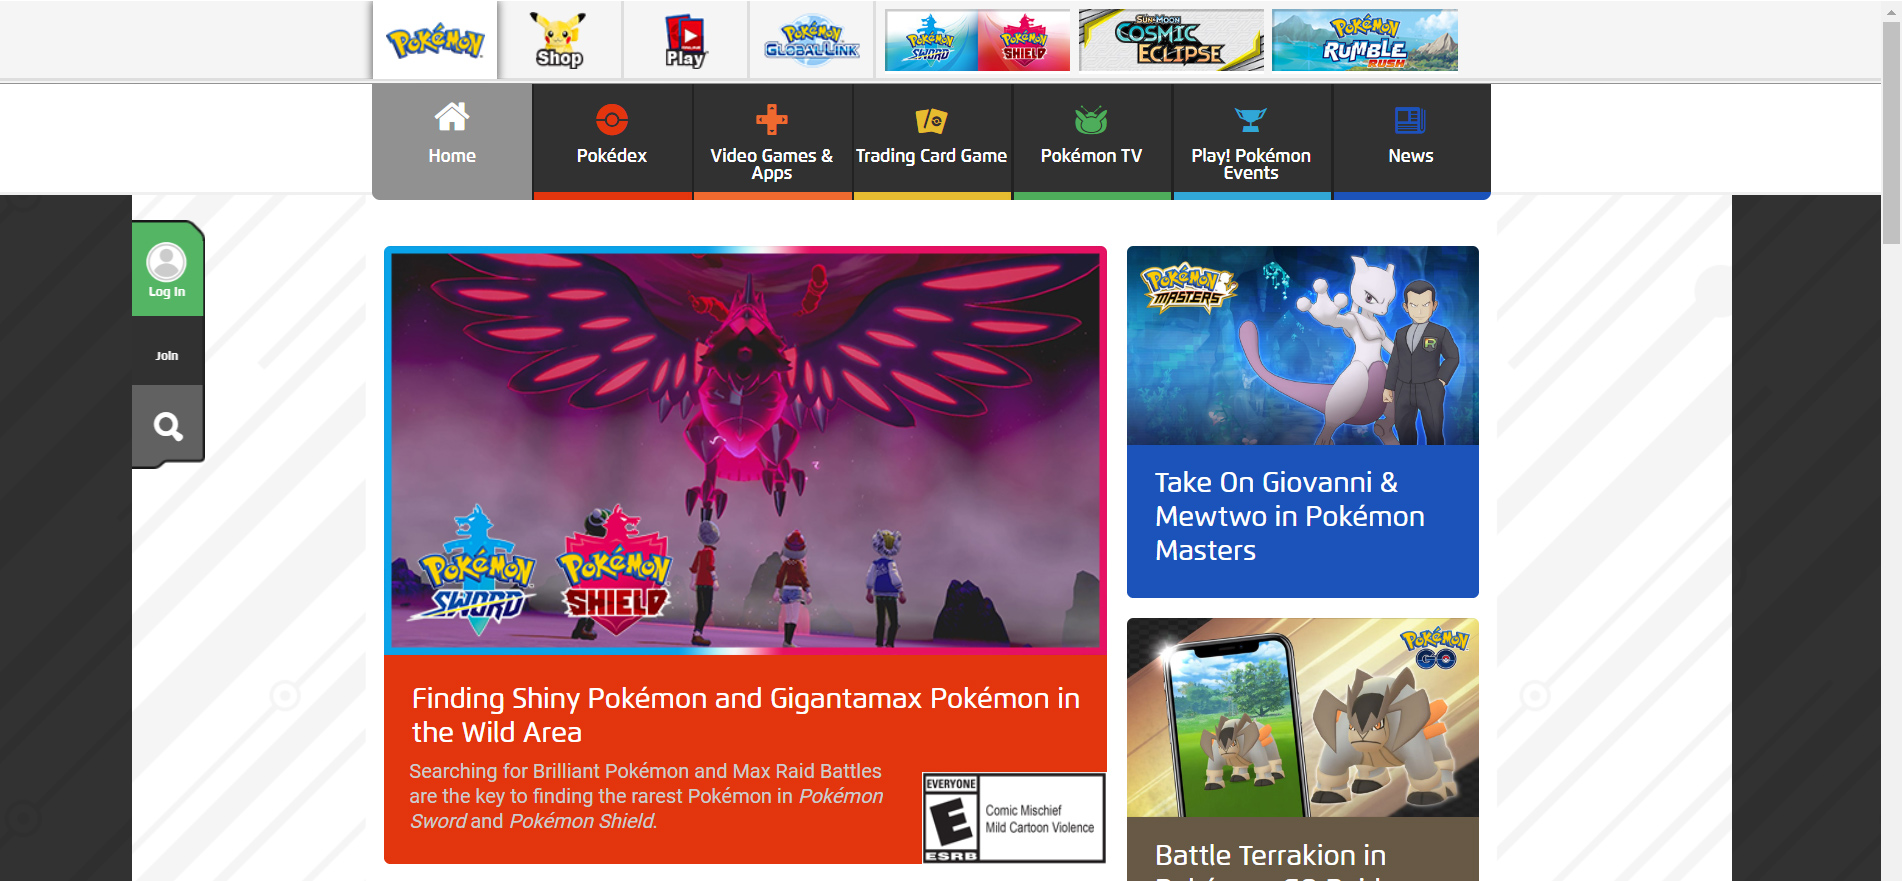 Pokémon
Shop
Play
Pokémon
GLOBAL LINK
Pokémon
SWORD
Pokémon
SHIELD
SUN & MOON
COSMIC
ECLIPSE
Pokémon
RUMBLE
RUSH
Home
Pokédex
Video Games &
Apps
Trading Card Game
Pokémon TV
Play! Pokémon
Events
News
Log In
Join
Pokémon
SWORD
Pokémon
SHIELD
Finding Shiny Pokémon and Gigantamax Pokémon in
the Wild Area
Searching for Brilliant Pokémon and Max Raid Battles
are the key to finding the rarest Pokémon in Pokémon
Sword and Pokémon Shield.
EVERYONE
E
ESRB
Comic Mischief
Mild Cartoon Violence
Pokémon
MASTERS
R
Take On Giovanni &
Mewtwo in Pokémon
Masters
Pokémon
GO
Battle Terrakion in